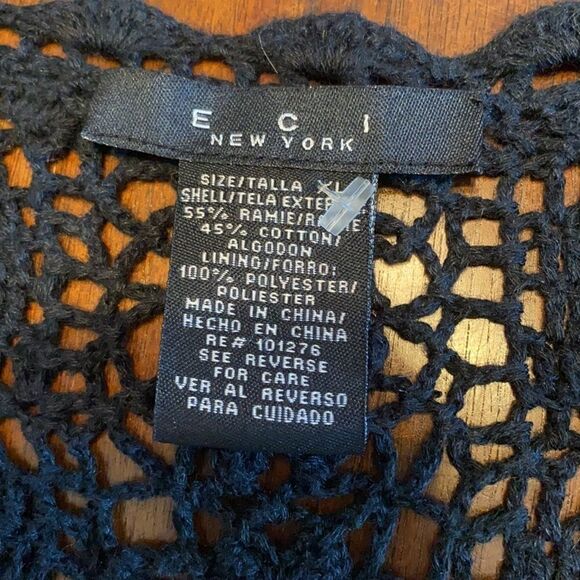 E C I
NEW YORK
SIZE/TALLA XL
SHELL/TELA
55% RAMIE/
45% COTTON/
ALGODON
LINING/FORRO:
100% POLYESTER/
POLIESTER
MADE IN CHINA/
HECHO EN CHINA
RE# 101276
SEE REVERSE
FOR CARE
VER AL REVERSO
PARA CUIDADO